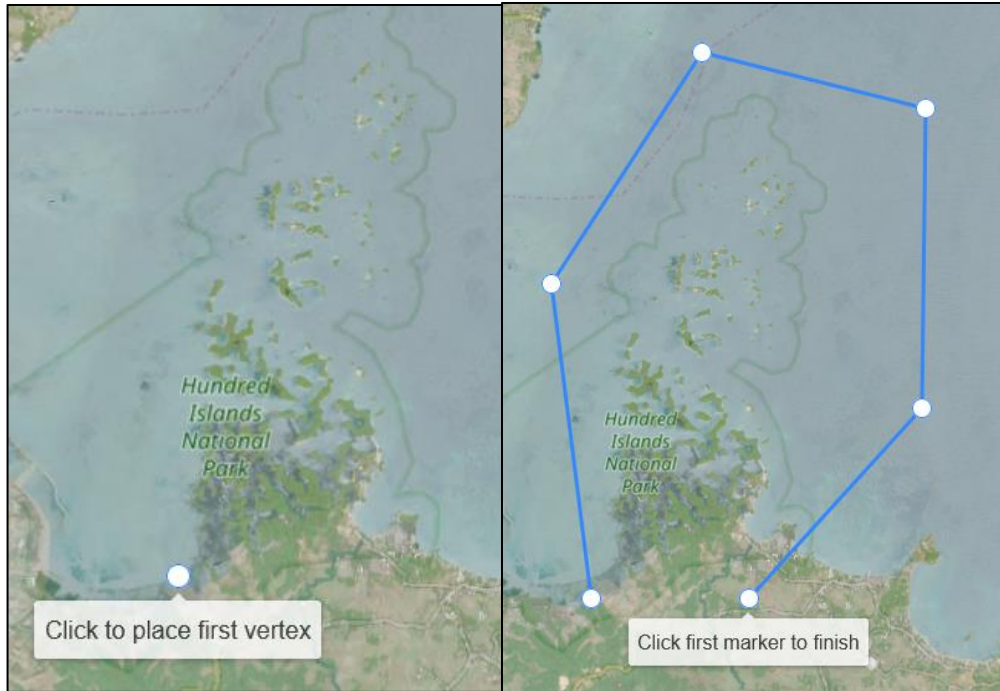 Hundred
Islands
National
Park
Click to place first vertex
Hundred
Islands
National
Park
Click first marker to finish